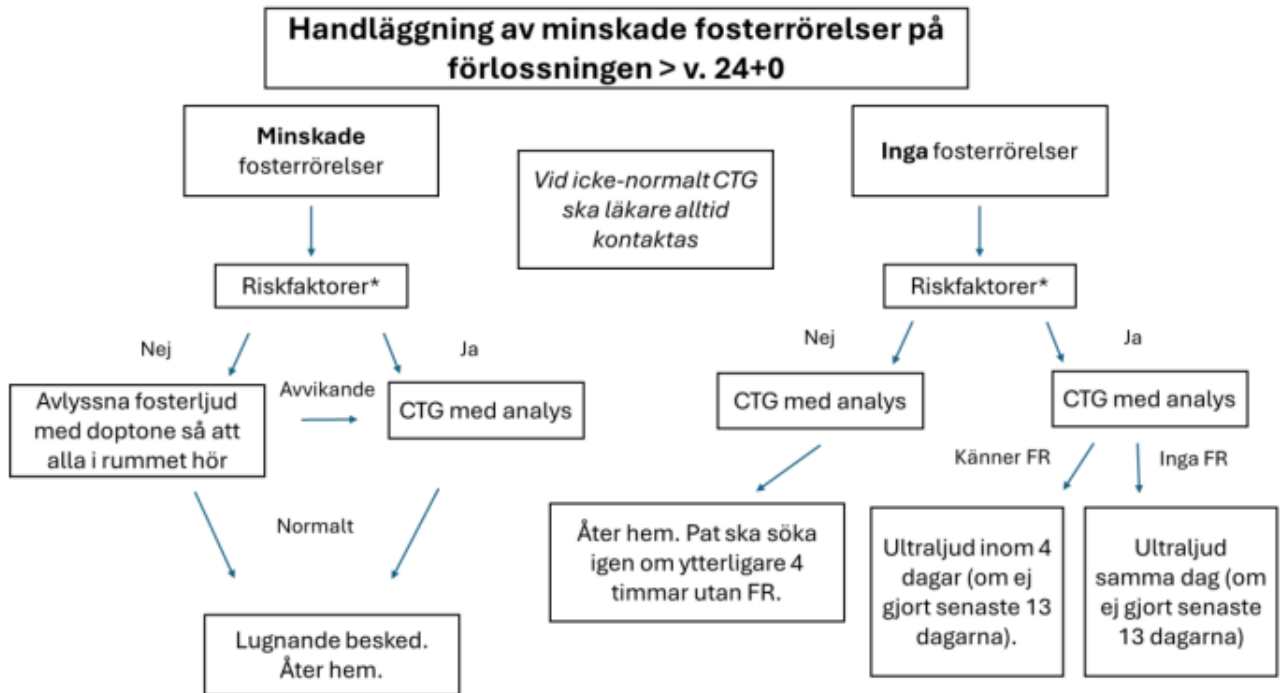 Handläggning av minskade fosterrörelser på
förlossningen > v. 24+0
Minskade
fosterrörelser
Vid icke-normalt CTG
ska läkare alltid
kontaktas
Inga fosterrörelser
Riskfaktorer*
Riskfaktorer*
Nej
Ja
Nej
Ja
Avlyssna fosterljud
med doptone så att
alla i rummet hör
Avvikande
CTG med analys
CTG med analys
CTG med analys
Känner FR
Inga FR
Normalt
Åter hem. Pat ska söka
igen om ytterligare 4
timmar utan FR.
Ultraljud inom 4
dagar (om ej
gjort senaste 13
dagarna).
Ultraljud
samma dag (om
ej gjort senaste
13 dagarna)
Lugnande besked.
Åter hem.